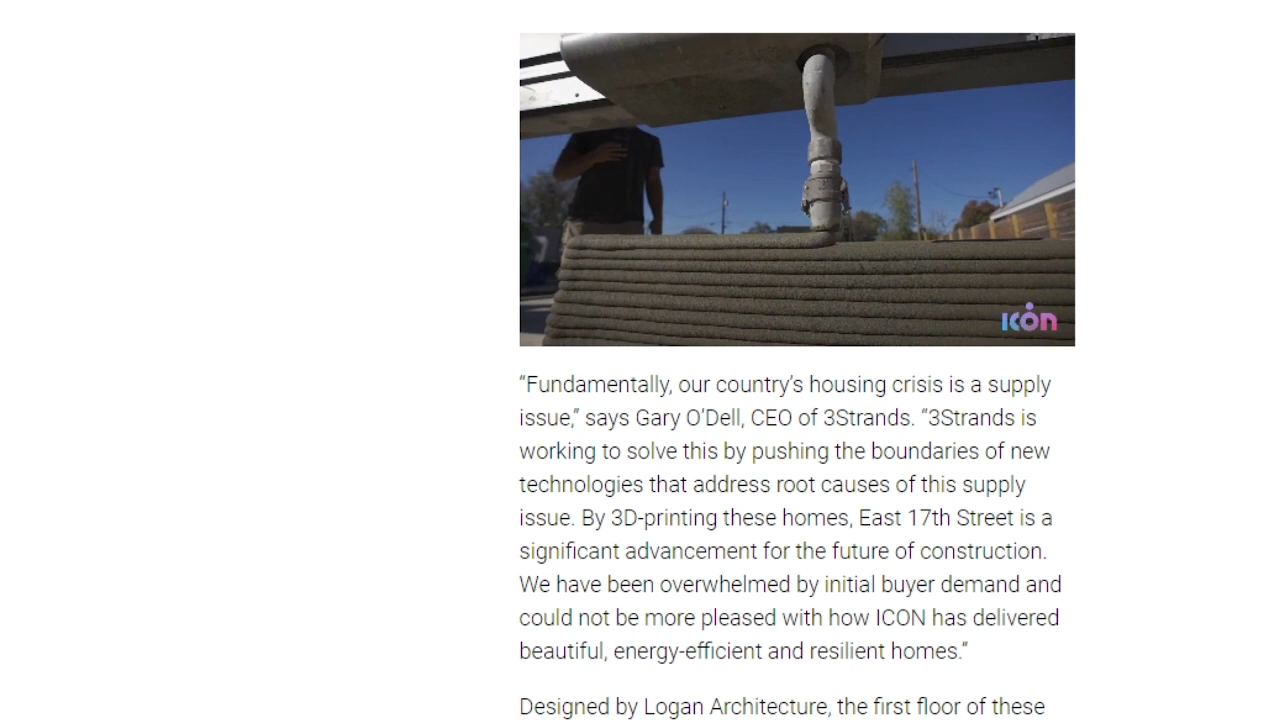 ICON
“Fundamentally, our country’s housing crisis is a supply
issue,” says Gary O’Dell, CEO of 3Strands. “3Strands is
working to solve this by pushing the boundaries of new
technologies that address root causes of this supply
issue. By 3D-printing these homes, East 17th Street is a
significant advancement for the future of construction.
We have been overwhelmed by initial buyer demand and
could not be more pleased with how ICON has delivered
beautiful, energy-efficient and resilient homes.”
Designed by Logan Architecture, the first floor of these